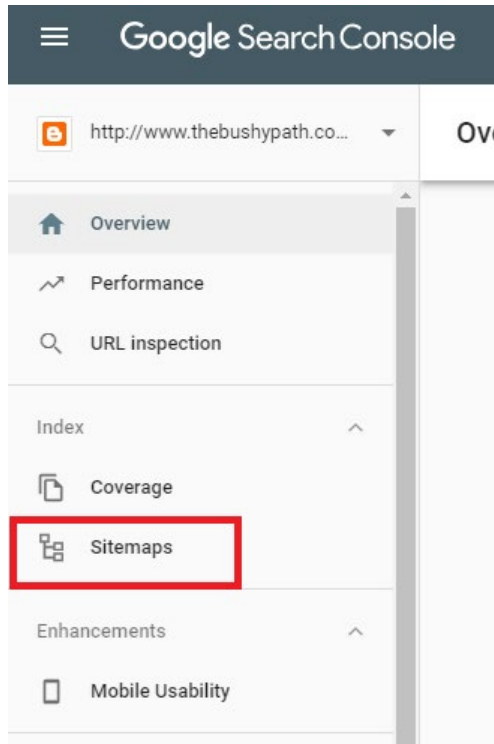 Google Search Console
http://www.thebushypath.co...
Ov
Overview
Performance
URL inspection
Index
Coverage
Sitemaps
Enhancements
Mobile Usability